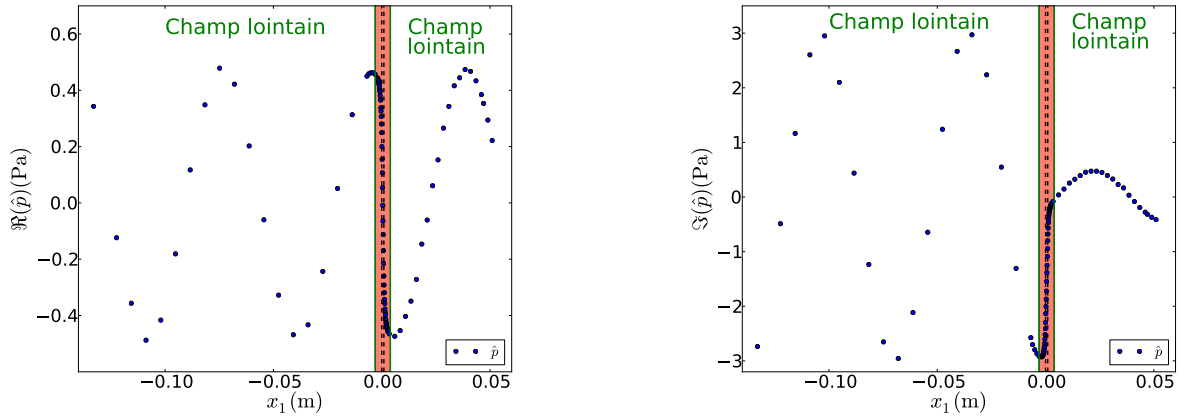 Champ lointain
Champ
lointain
0.6
0.4
0.2
0.0
−0.2
−0.4
ℜ(p̂)(Pa)
p̂
−0.10 −0.05 0.00 0.05
x₁(m)
Champ lointain
Champ
lointain
3
2
1
0
−1
−2
−3
ℑ(p̂)(Pa)
p̂
−0.10 −0.05 0.00 0.05
x₁(m)